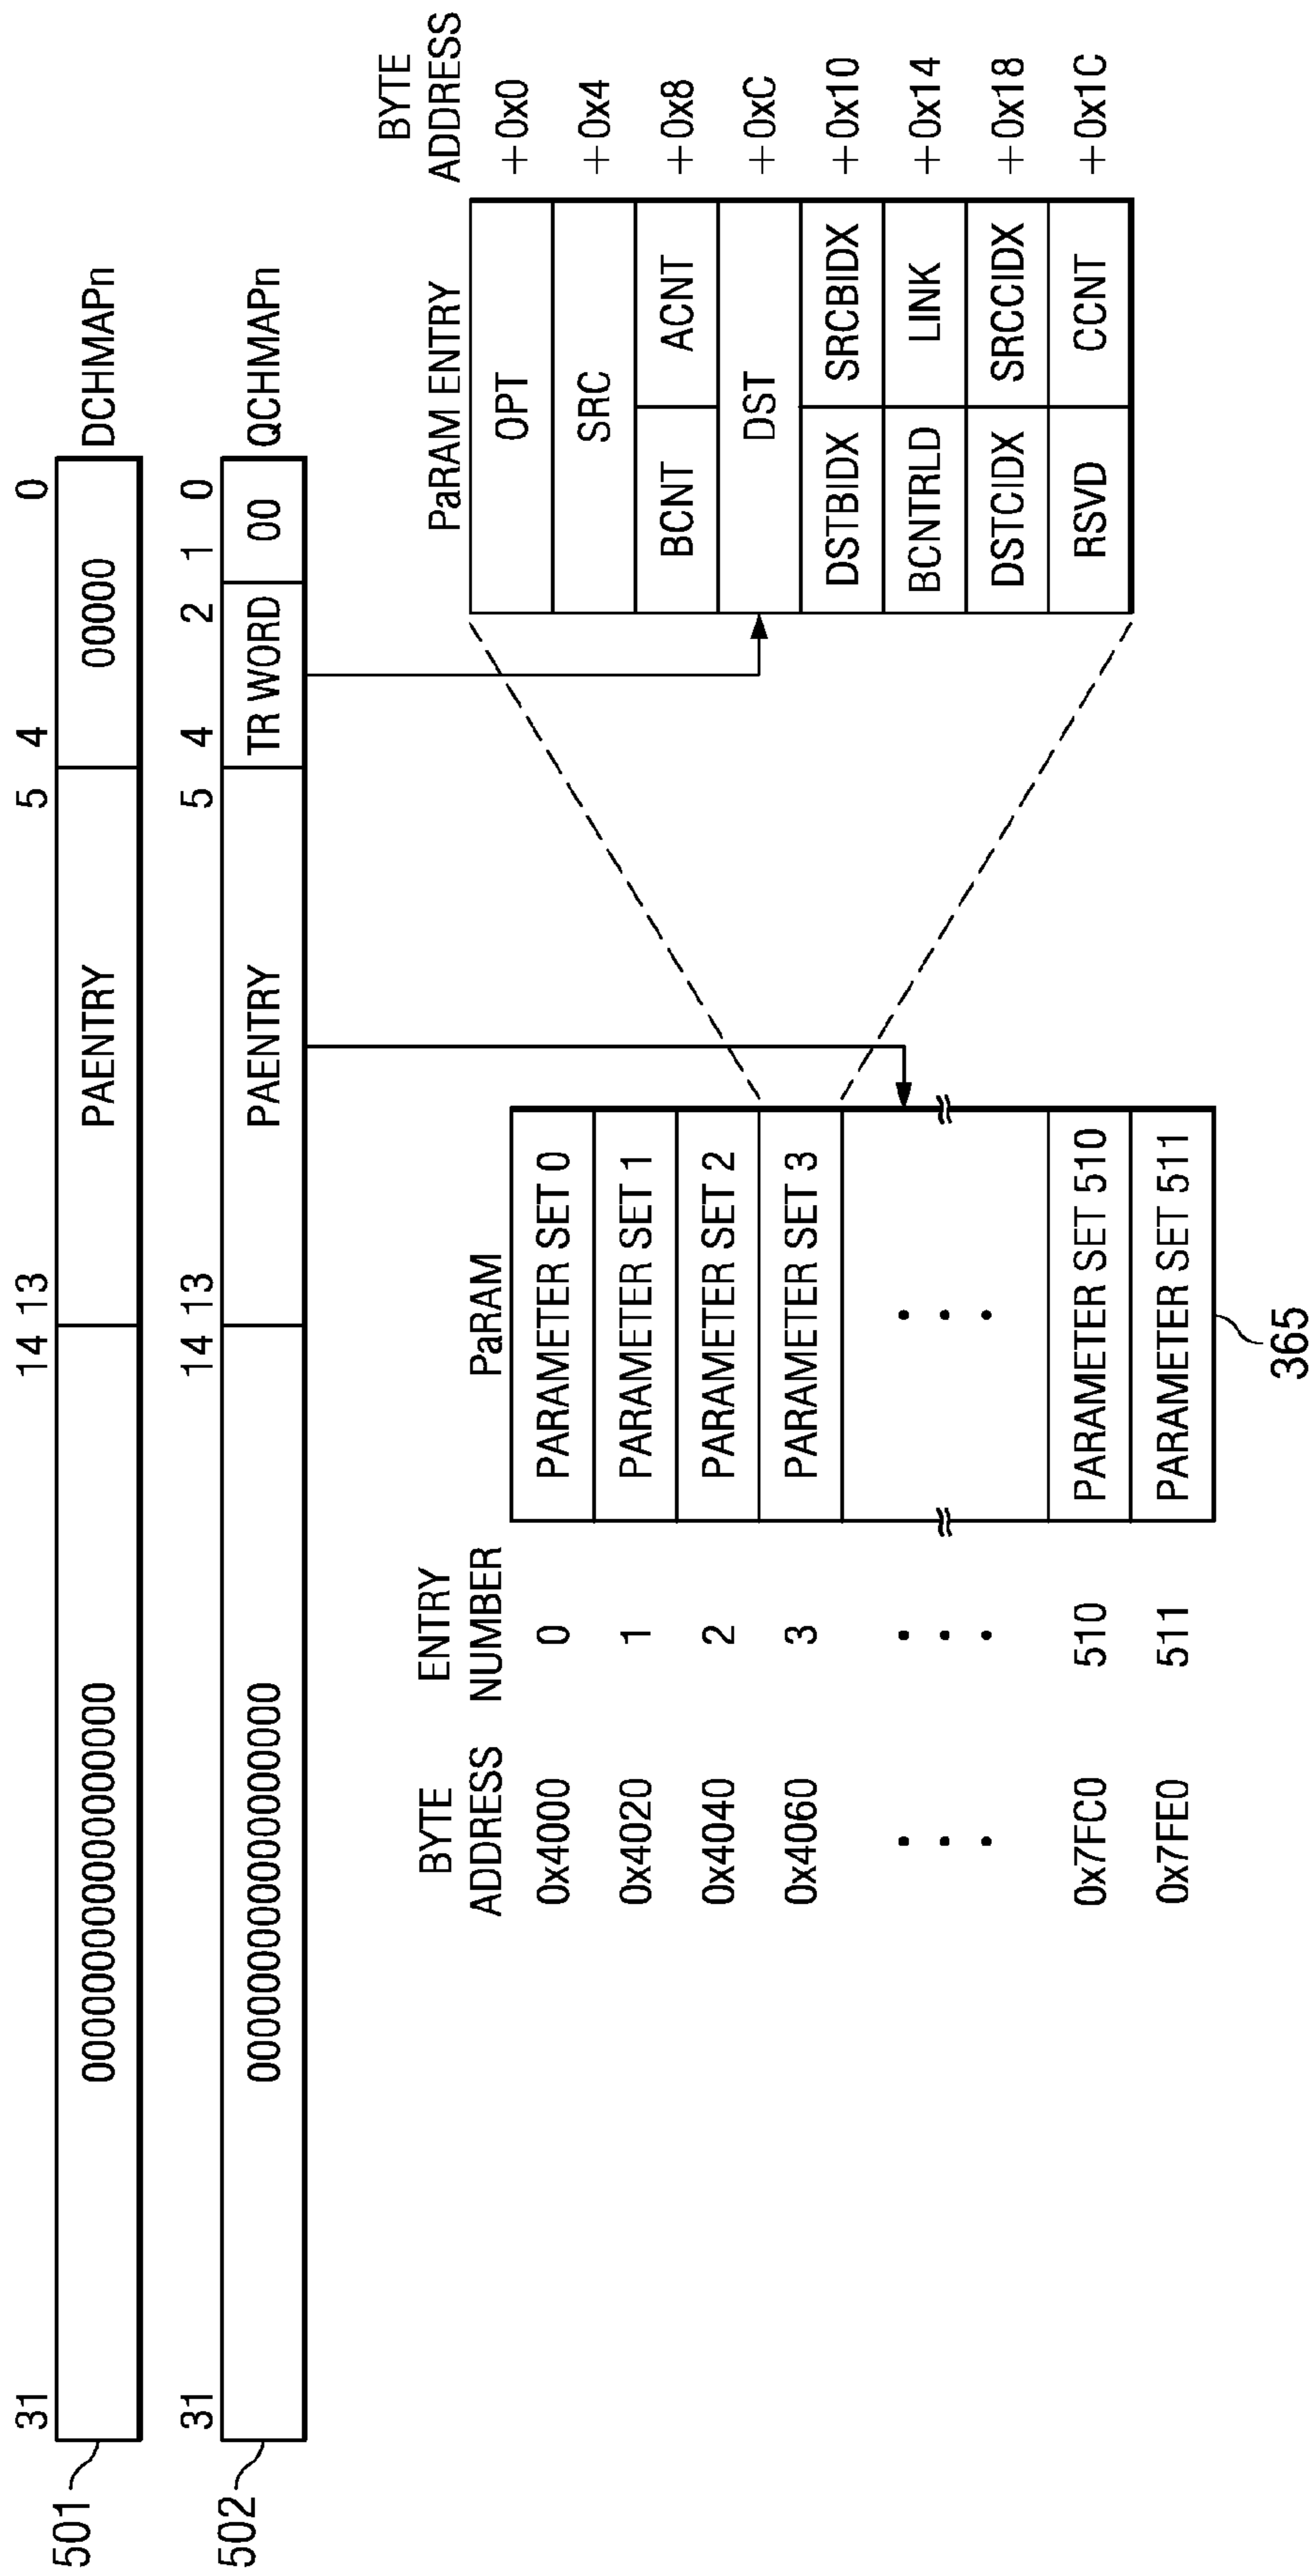 31 14 13 5 4 0
501 000000000000000000 PAENTRY 00000 DCHMAPn
31 14 13 5 4 2 1 0
502 000000000000000000 PAENTRY TR WORD 00 QCHMAPn
BYTE ADDRESS
ENTRY NUMBER
PaRAM
0x4000 0 PARAMETER SET 0
0x4020 1 PARAMETER SET 1
0x4040 2 PARAMETER SET 2
0x4060 3 PARAMETER SET 3
0x7FC0 510 PARAMETER SET 510
0x7FE0 511 PARAMETER SET 511
365
PaRAM ENTRY
BYTE ADDRESS
OPT +0x0
SRC +0x4
BCNT ACNT +0x8
DST +0xC
DSTBIDX SRCBIDX +0x10
BCNTRLD LINK +0x14
DSTCIDX SRCCIDX +0x18
RSVD CCNT +0x1C